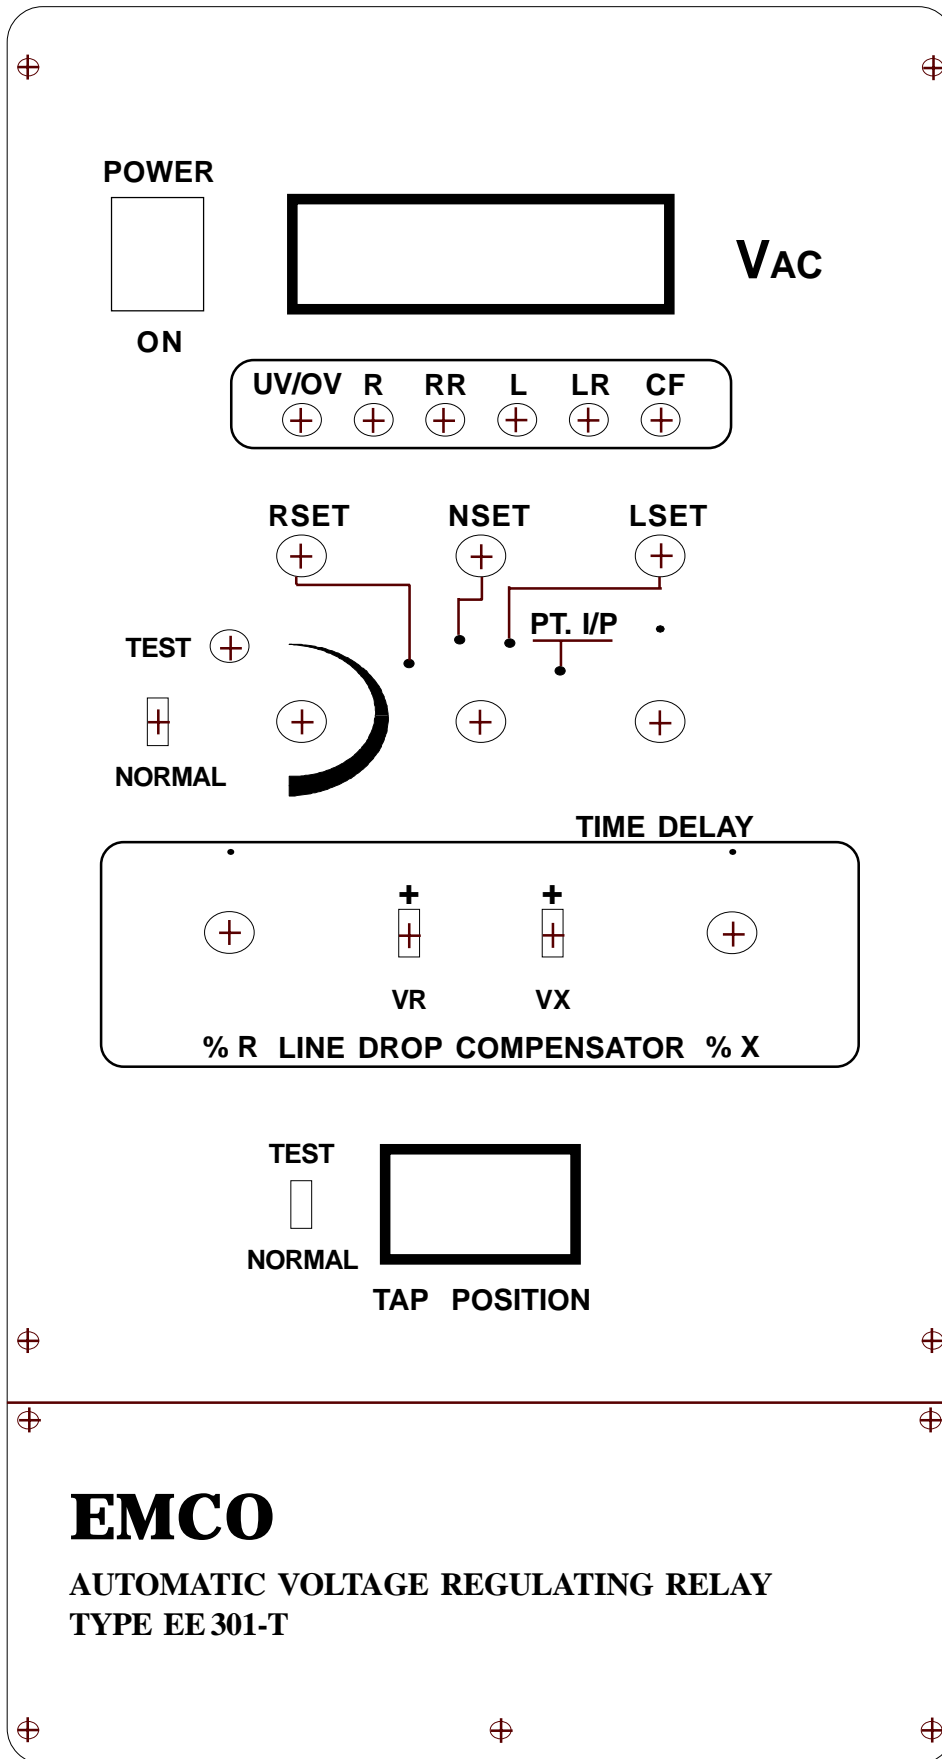 POWER
VAC
ON
UV/OV R RR L LR CF
RSET NSET LSET
PT. I/P
TEST
NORMAL
TIME DELAY
+ +
VR VX
% R LINE DROP COMPENSATOR % X
TEST
NORMAL
TAP POSITION
EMCO
AUTOMATIC VOLTAGE REGULATING RELAY
TYPE EE 301-T